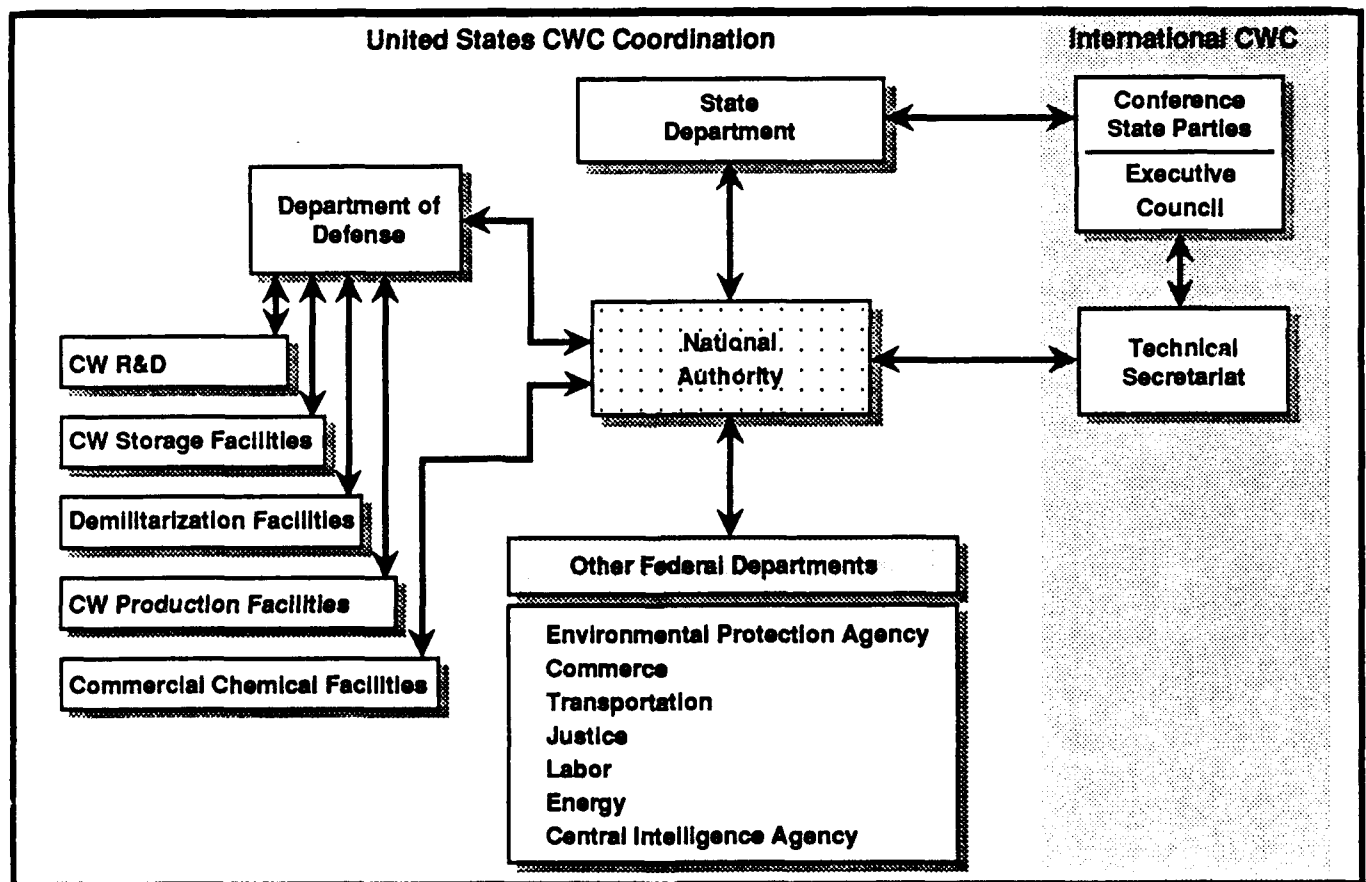 United States CWC Coordination
International CWC
State
Department
Conference
State Parties
Executive
Council
Department of
Defense
National
Authority
Technical
Secretariat
CW R&D
CW Storage Facilities
Demilitarization Facilities
CW Production Facilities
Commercial Chemical Facilities
Other Federal Departments
Environmental Protection Agency
Commerce
Transportation
Justice
Labor
Energy
Central Intelligence Agency